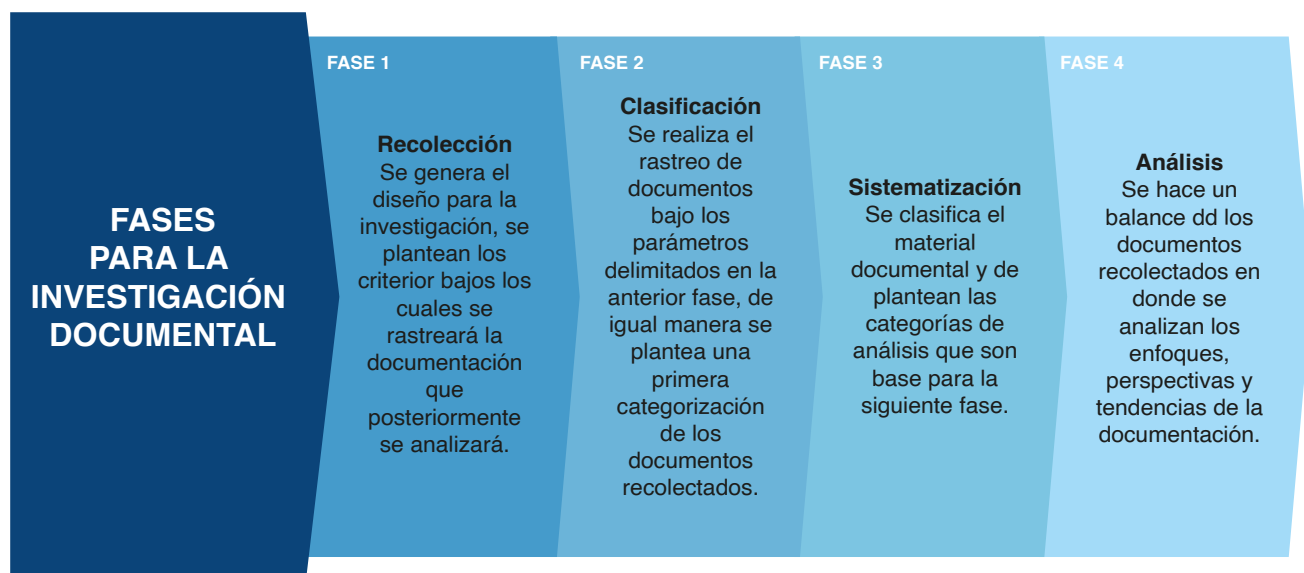 FASES
PARA LA
INVESTIGACIÓN
DOCUMENTAL
FASE 1
Recolección
Se genera el
diseño para la
investigación, se
plantean los
criterior bajos los
cuales se
rastreará la
documentación
que
posteriormente
se analizará.
FASE 2
Clasificación
Se realiza el
rastreo de
documentos
bajo los
parámetros
delimitados en la
anterior fase, de
igual manera se
plantea una
primera
categorización
de los
documentos
recolectados.
FASE 3
Sistematización
Se clasifica el
material
documental y de
plantean las
categorías de
análisis que son
base para la
siguiente fase.
FASE 4
Análisis
Se hace un
balance dd los
documentos
recolectados en
donde se
analizan los
enfoques,
perspectivas y
tendencias de la
documentación.